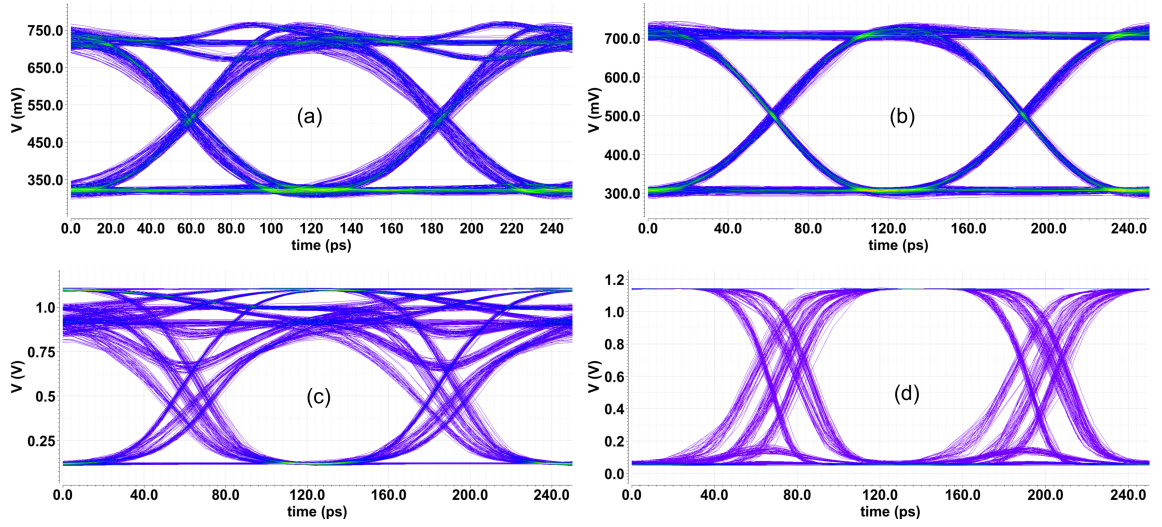 750.0
650.0
550.0
450.0
350.0
V (mV)
(a)
0.0 20.0 40.0 60.0 80.0 100 120 140 160 180 200 220 240
time (ps)
700.0
600.0
500.0
400.0
300.0
V (mV)
(b)
0.0 40.0 80.0 120.0 160.0 200.0 240.0
time (ps)
1.0
0.75
0.5
0.25
V (V)
(c)
0.0 40.0 80.0 120.0 160.0 200.0 240.0
time (ps)
1.2
1.0
0.8
0.6
0.4
0.2
0.0
V (V)
(d)
40.0 80.0 120.0 160.0 200.0 240.0
time (ps)